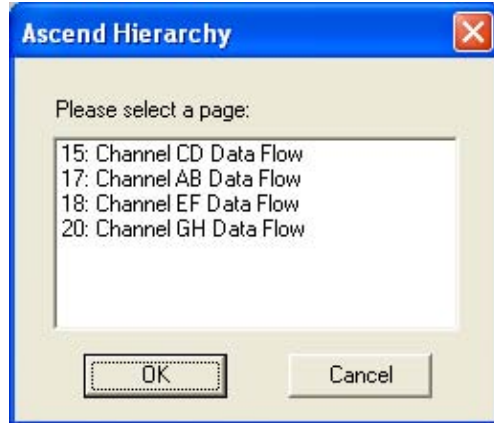 Ascend Hierarchy
Please select a page:
15: Channel CD Data Flow
17: Channel AB Data Flow
18: Channel EF Data Flow
20: Channel GH Data Flow
OK Cancel